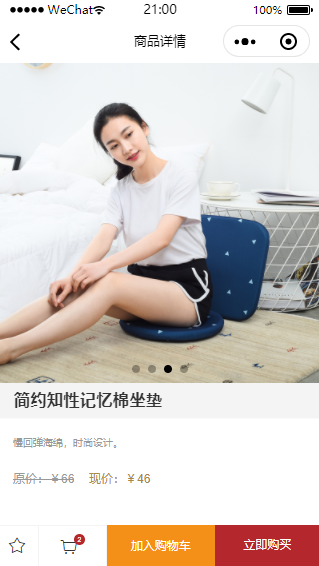 WeChat 21:00 100%
商品详情
简约知性记忆棉坐垫
慢回弹海绵，时尚设计。
原价：￥66 现价：￥46
2
加入购物车 立即购买